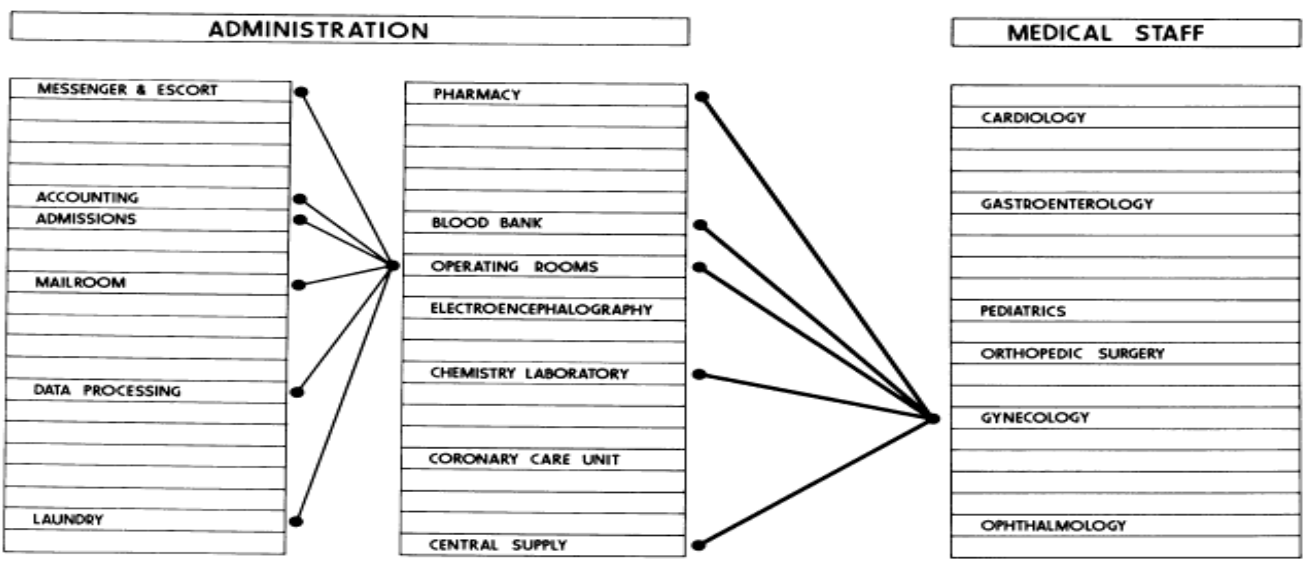 ADMINISTRATION
MEDICAL STAFF
MESSENGER & ESCORT
ACCOUNTING
ADMISSIONS
MAILROOM
DATA PROCESSING
LAUNDRY
PHARMACY
BLOOD BANK
OPERATING ROOMS
ELECTROENCEPHALOGRAPHY
CHEMISTRY LABORATORY
CORONARY CARE UNIT
CENTRAL SUPPLY
CARDIOLOGY
GASTROENTEROLOGY
PEDIATRICS
ORTHOPEDIC SURGERY
GYNECOLOGY
OPHTHALMOLOGY